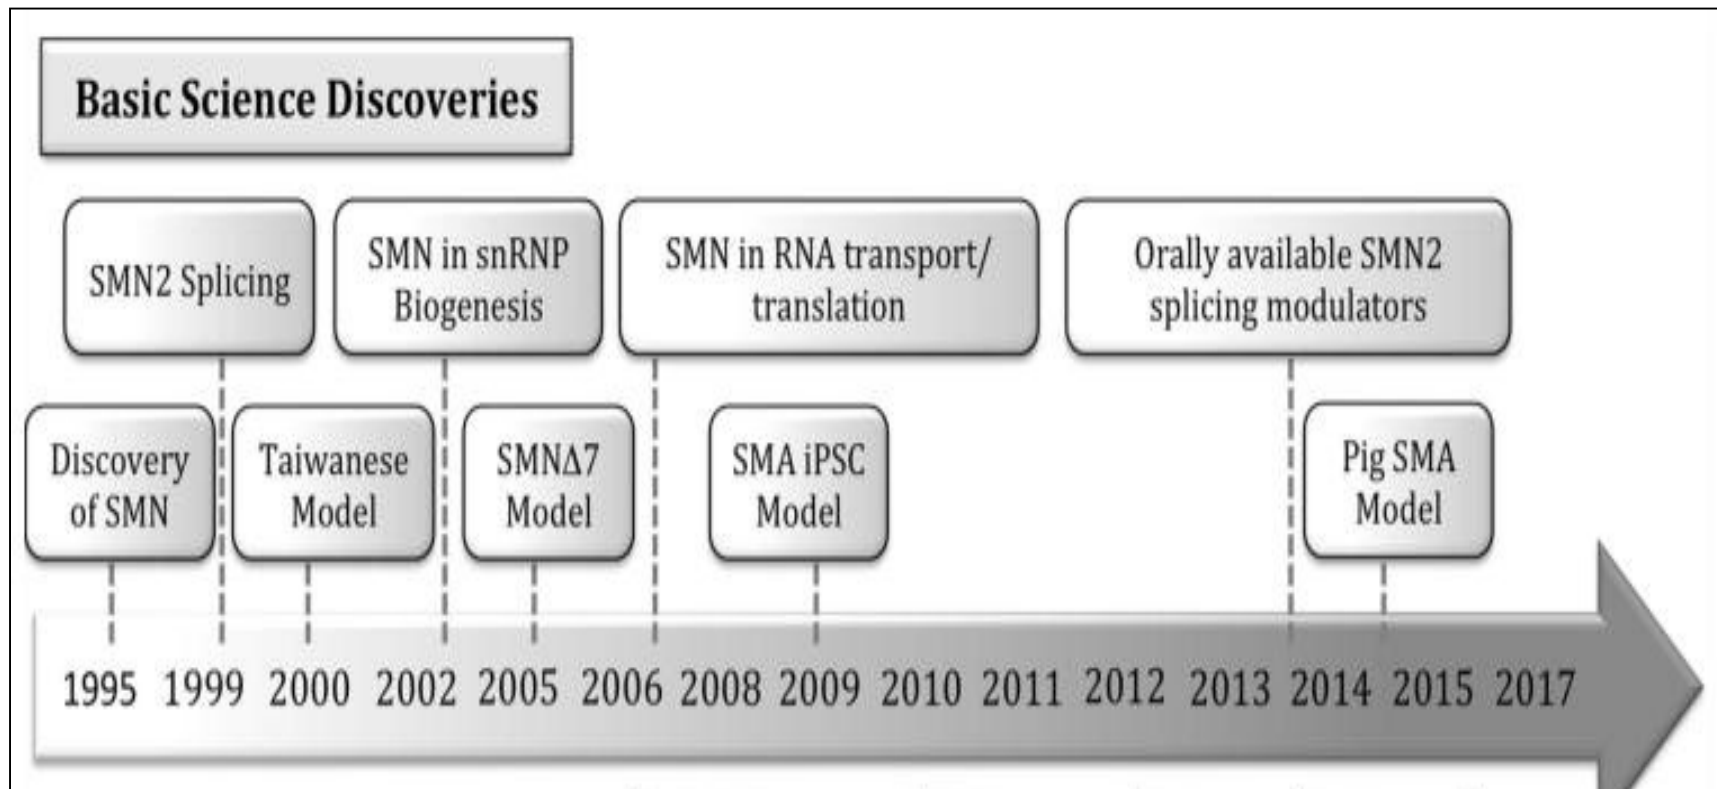 Basic Science Discoveries
SMN2 Splicing
SMN in snRNP
Biogenesis
SMN in RNA transport/
translation
Orally available SMN2
splicing modulators
Discovery
of SMN
Taiwanese
Model
SMNΔ7
Model
SMA iPSC
Model
Pig SMA
Model
1995 1999 2000 2002 2005 2006 2008 2009 2010 2011 2012 2013 2014 2015 2017